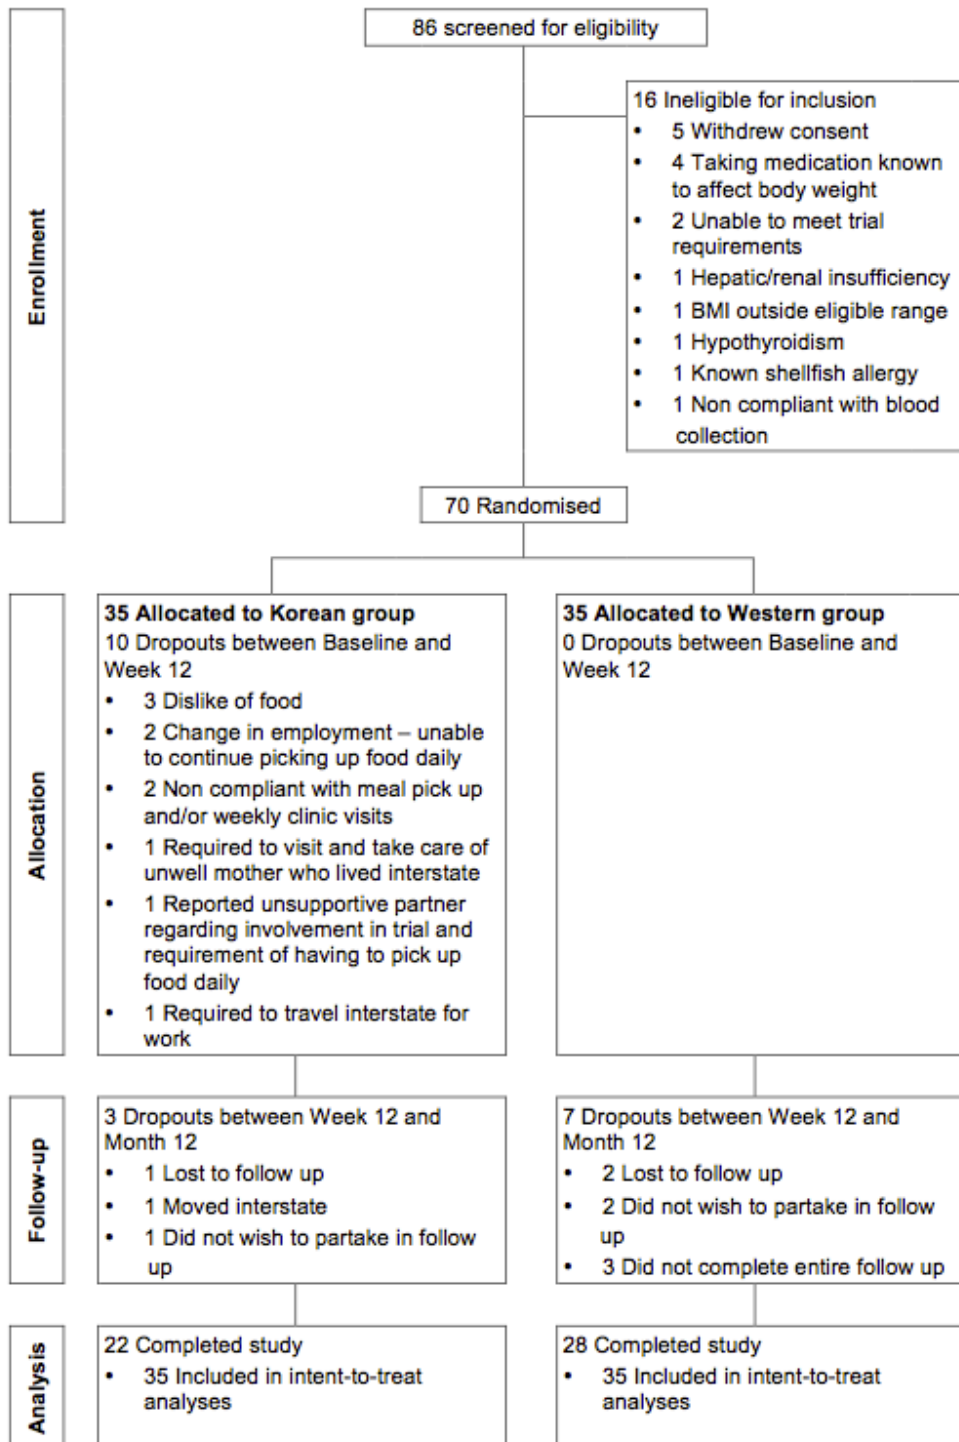 86 screened for eligibility
Enrollment
16 Ineligible for inclusion
• 5 Withdrew consent
• 4 Taking medication known
to affect body weight
• 2 Unable to meet trial
requirements
• 1 Hepatic/renal insufficiency
• 1 BMI outside eligible range
• 1 Hypothyroidism
• 1 Known shellfish allergy
• 1 Non compliant with blood
collection
70 Randomised
Allocation
35 Allocated to Korean group
10 Dropouts between Baseline and
Week 12
• 3 Dislike of food
• 2 Change in employment – unable
to continue picking up food daily
• 2 Non compliant with meal pick up
and/or weekly clinic visits
• 1 Required to visit and take care of
unwell mother who lived interstate
• 1 Reported unsupportive partner
regarding involvement in trial and
requirement of having to pick up
food daily
• 1 Required to travel interstate for
work
35 Allocated to Western group
0 Dropouts between Baseline and
Week 12
Follow-up
3 Dropouts between Week 12 and
Month 12
• 1 Lost to follow up
• 1 Moved interstate
• 1 Did not wish to partake in follow
up
7 Dropouts between Week 12 and
Month 12
• 2 Lost to follow up
• 2 Did not wish to partake in follow
up
• 3 Did not complete entire follow up
Analysis
22 Completed study
• 35 Included in intent-to-treat
analyses
28 Completed study
• 35 Included in intent-to-treat
analyses